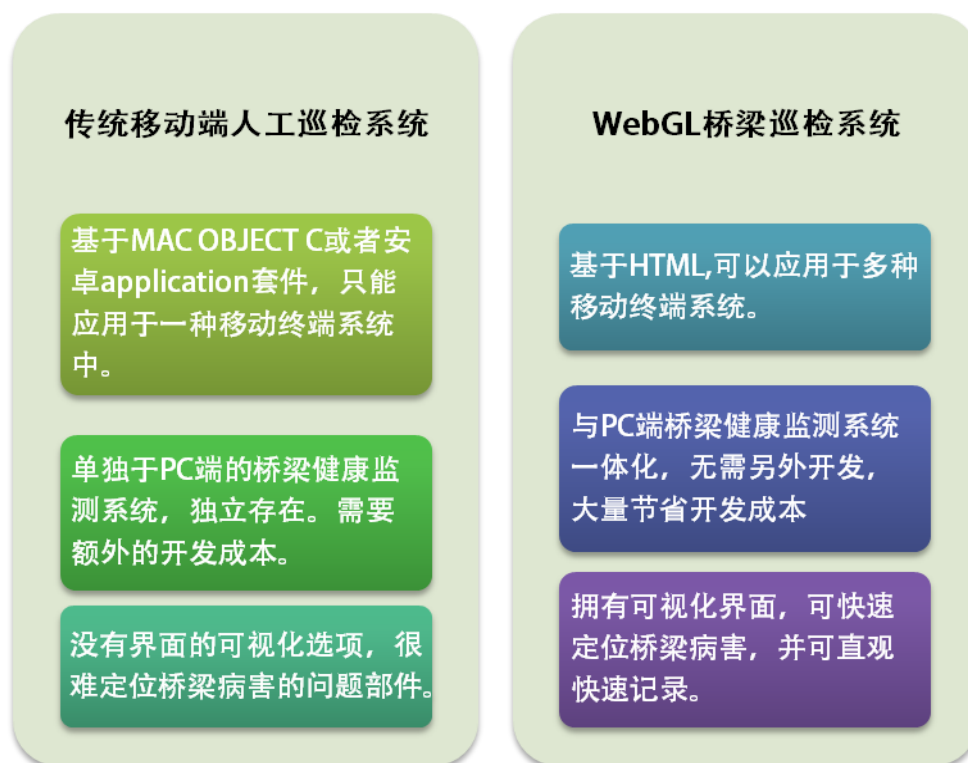 传统移动端人工巡检系统
基于MAC OBJECT C或者安
卓application套件，只能
应用于一种移动终端系统
中。
单独于PC端的桥梁健康监
测系统，独立存在。需要
额外的开发成本。
没有界面的可视化选项，很
难定位桥梁病害的问题部件。
WebGL桥梁巡检系统
基于HTML,可以应用于多种
移动终端系统。
与PC端桥梁健康监测系统
一体化，无需另外开发，
大量节省开发成本
拥有可视化界面，可快速
定位桥梁病害，并可直观
快速记录。